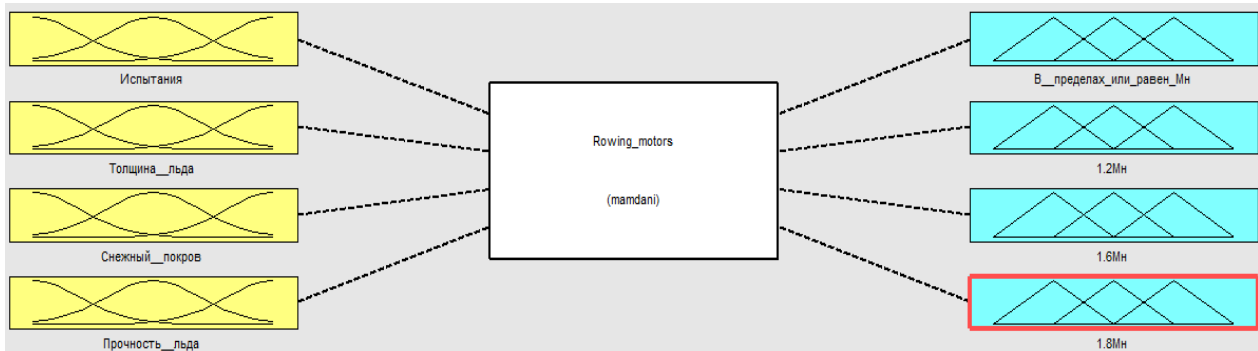 Испытания
Толщина__льда
Снежный__покров
Прочность__льда
Rowing_motors
(mamdani)
В__пределах_или_равен_Мн
1.2Мн
1.6Мн
1.8Мн